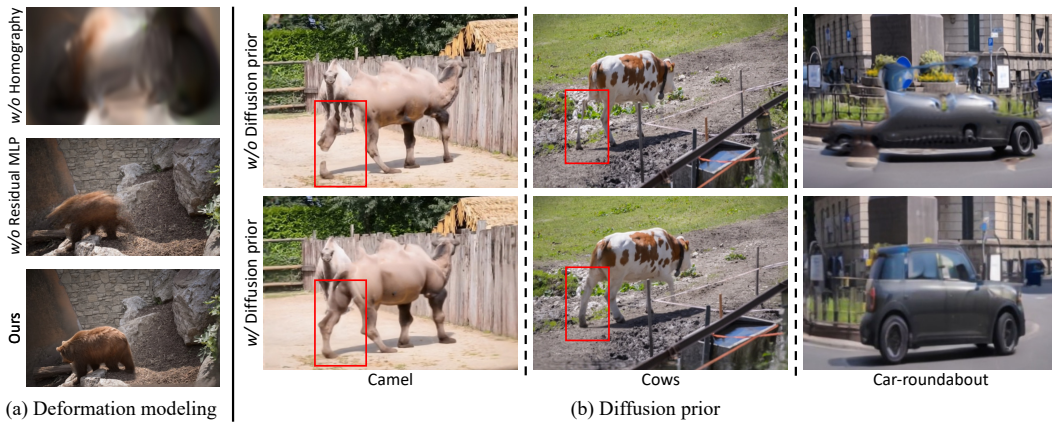 w/o Homography
w/o Residual MLP
Ours
(a) Deformation modeling
w/o Diffusion prior
w/ Diffusion prior
Camel
Cows
Car-roundabout
(b) Diffusion prior